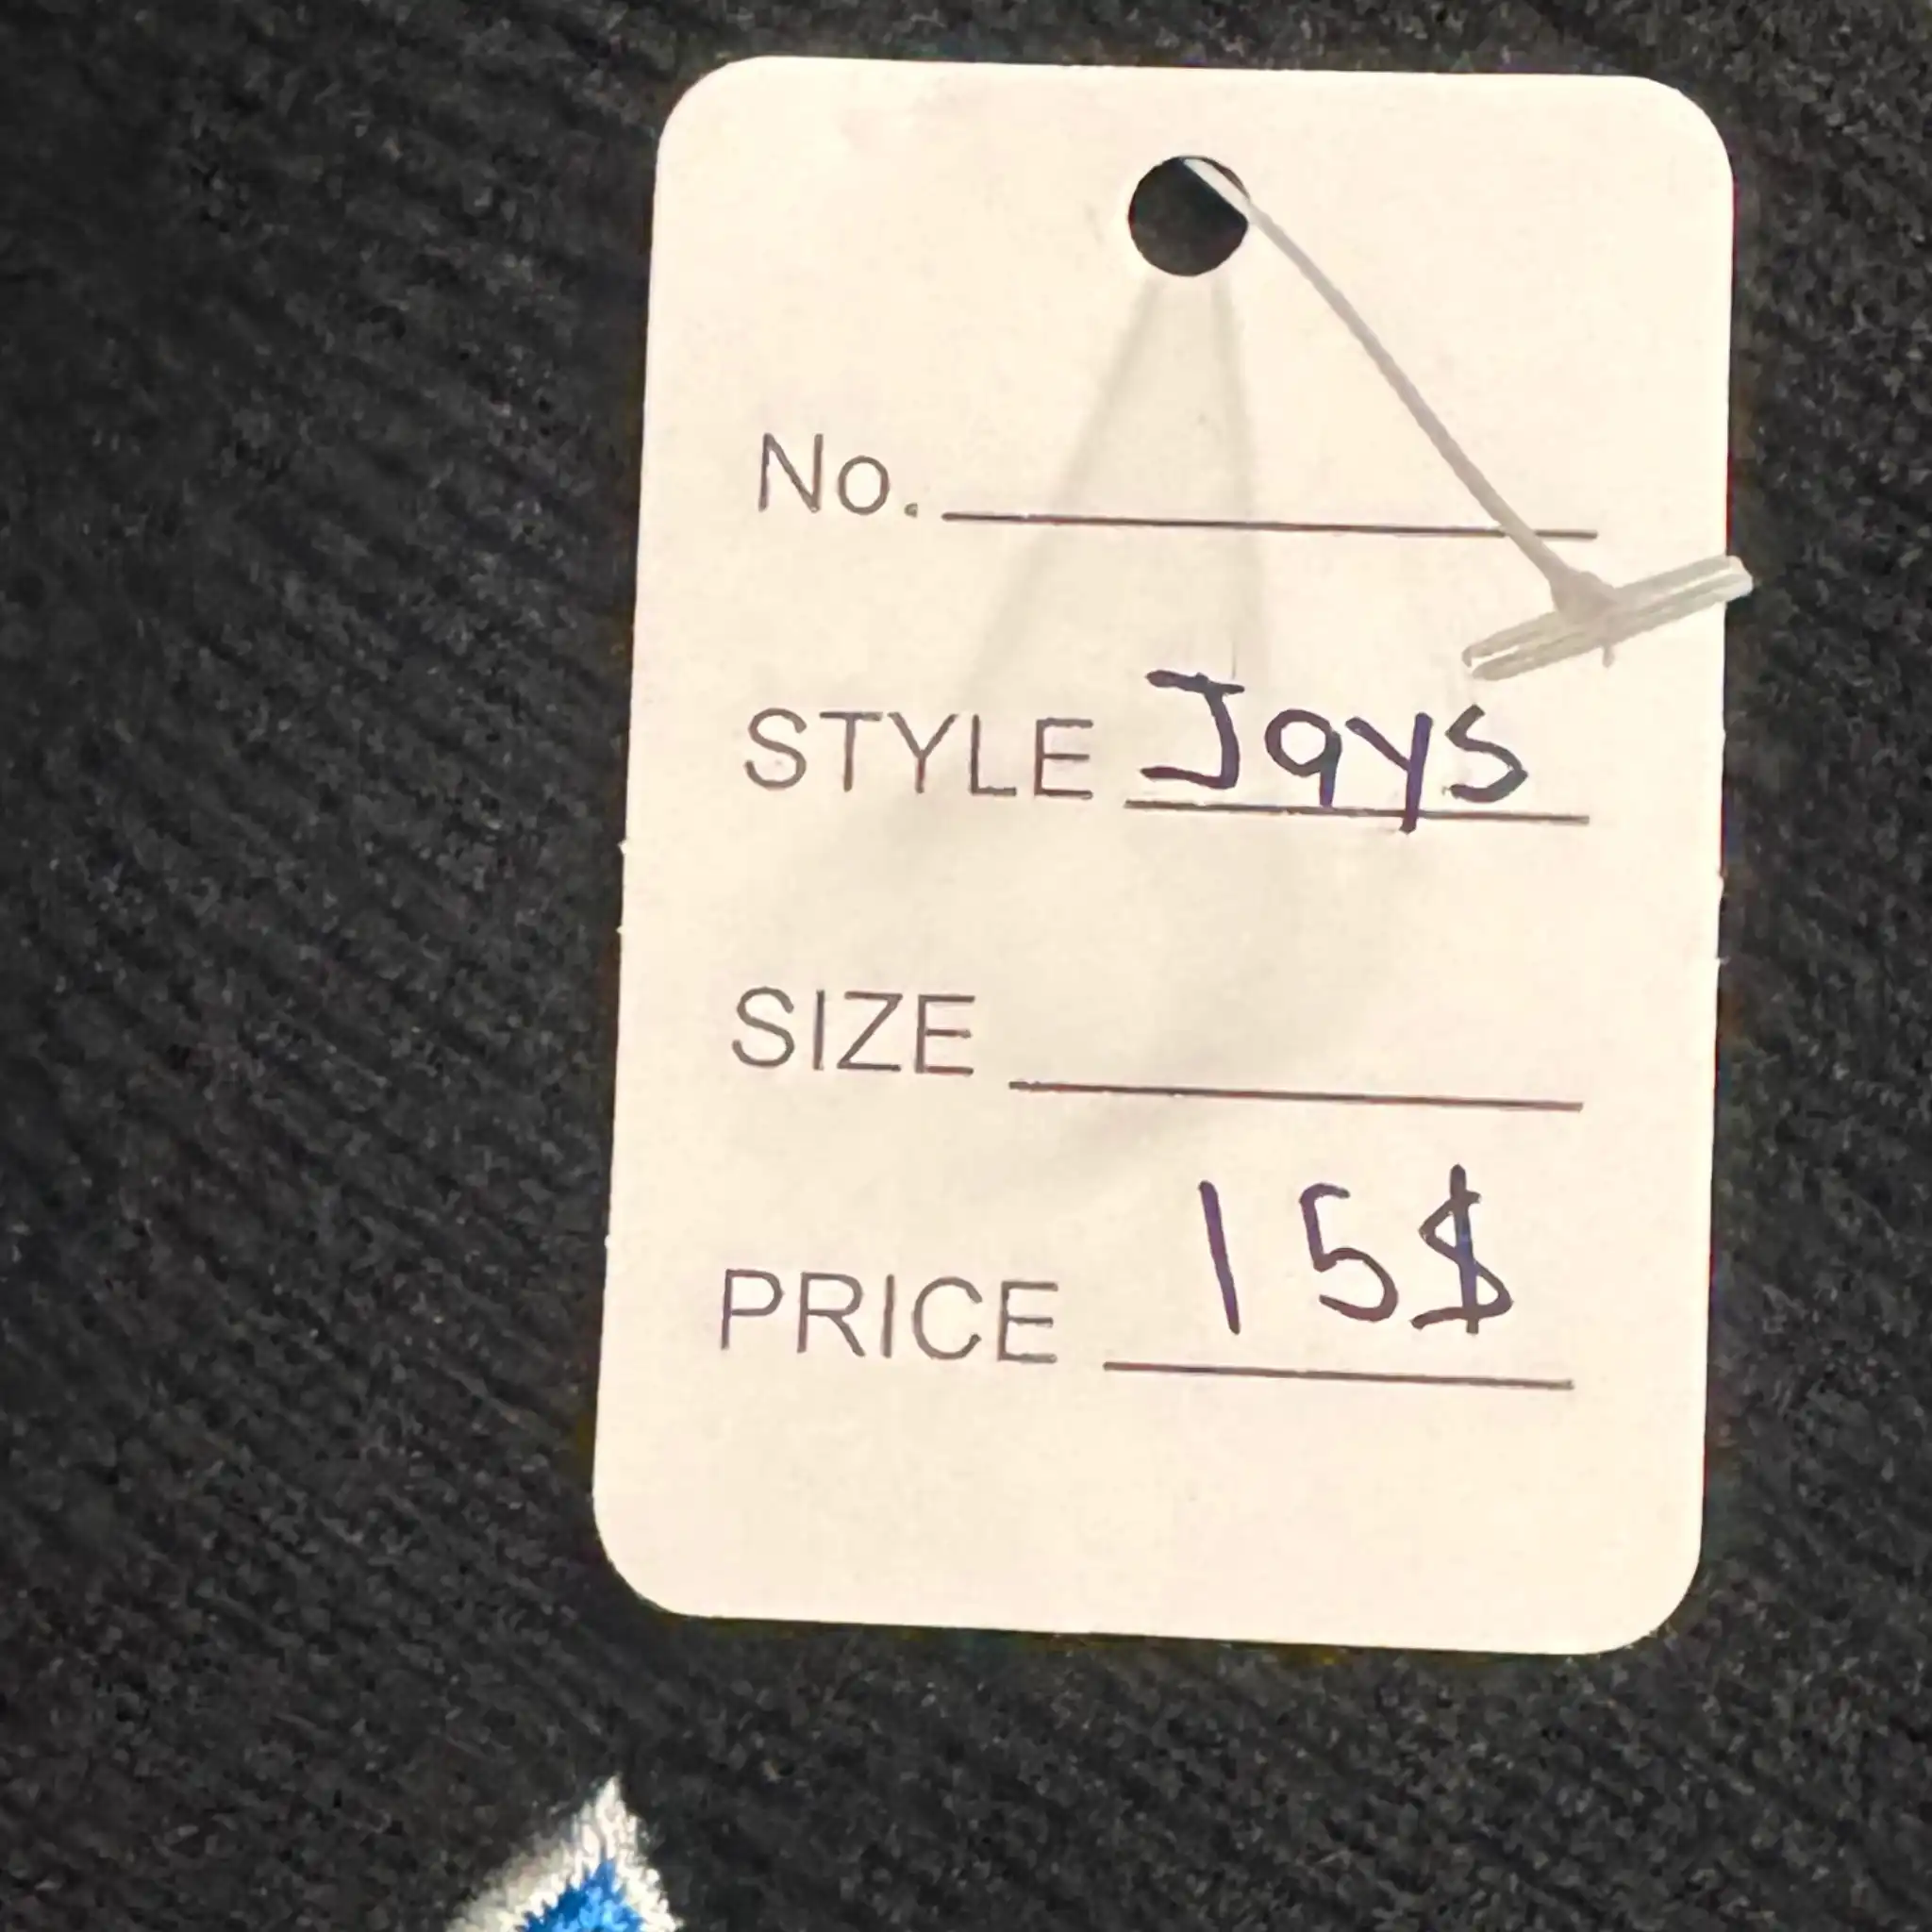 No.
STYLE Jays
SIZE
PRICE 15$